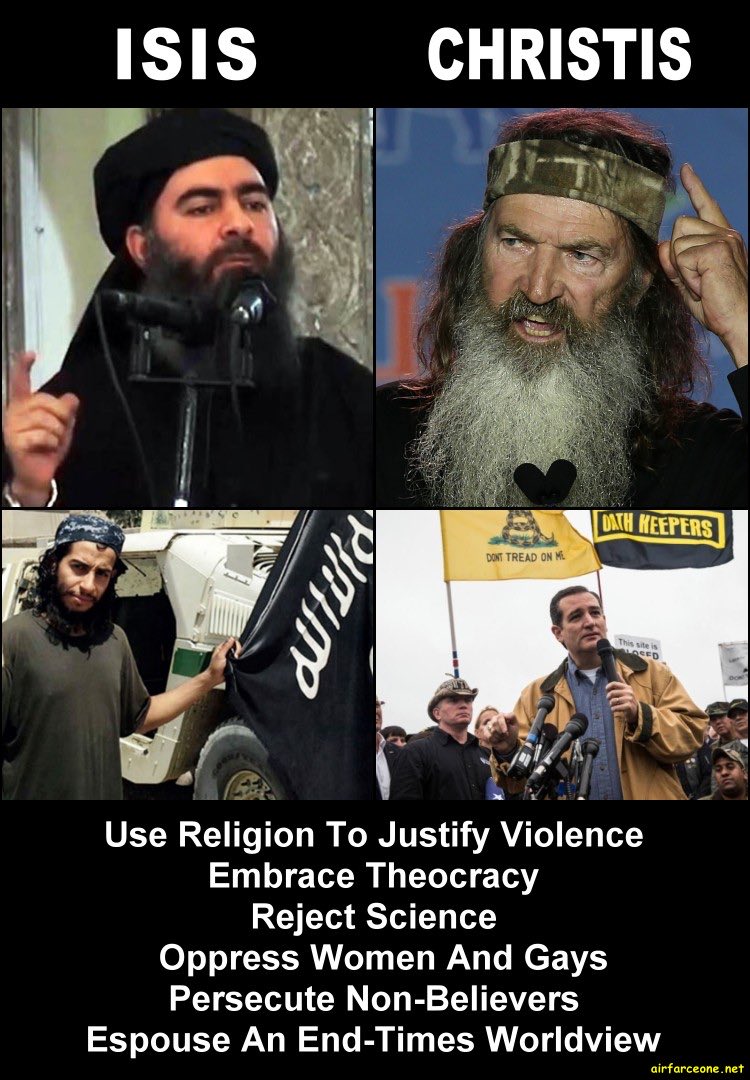 ISIS
CHRISTIS
DONT TREAD ON ME
OATH KEEPERS
This site is
Use Religion To Justify Violence
Embrace Theocracy
Reject Science
Oppress Women And Gays
Persecute Non-Believers
Espouse An End-Times Worldview
airfarceone.net